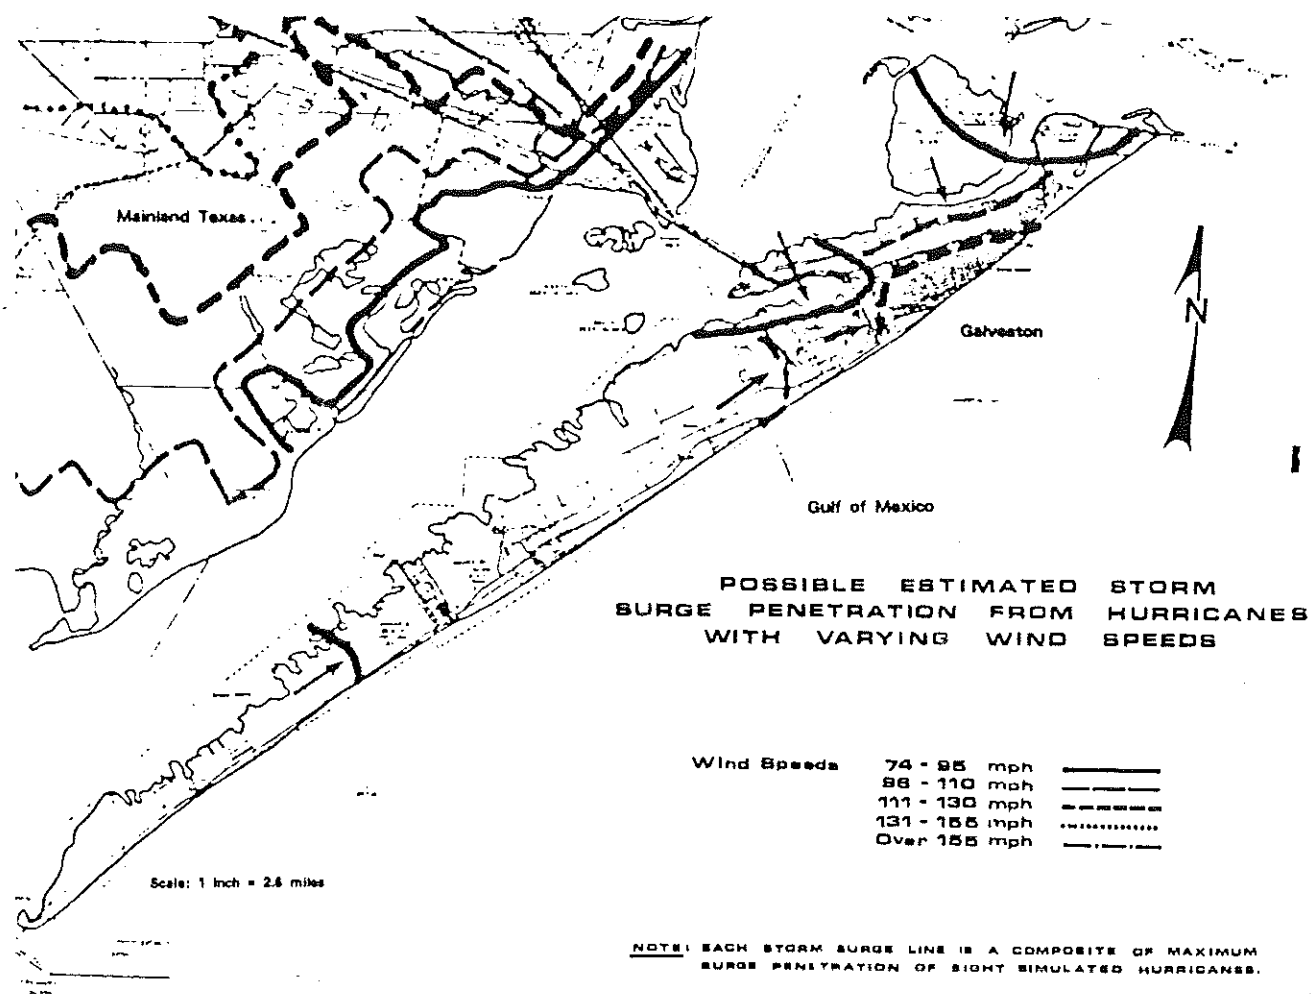 Mainland Texas
N
Galveston
Gulf of Mexico
POSSIBLE ESTIMATED STORM
SURGE PENETRATION FROM HURRICANES
WITH VARYING WIND SPEEDS
Wind Speeds 74 - 95 mph
96 - 110 mph
111 - 130 mph
131 - 155 mph
Over 155 mph
Scale: 1 inch = 2.6 miles
NOTE: EACH STORM SURGE LINE IS A COMPOSITE OF MAXIMUM
SURGE PENETRATION OF EIGHT SIMULATED HURRICANES.